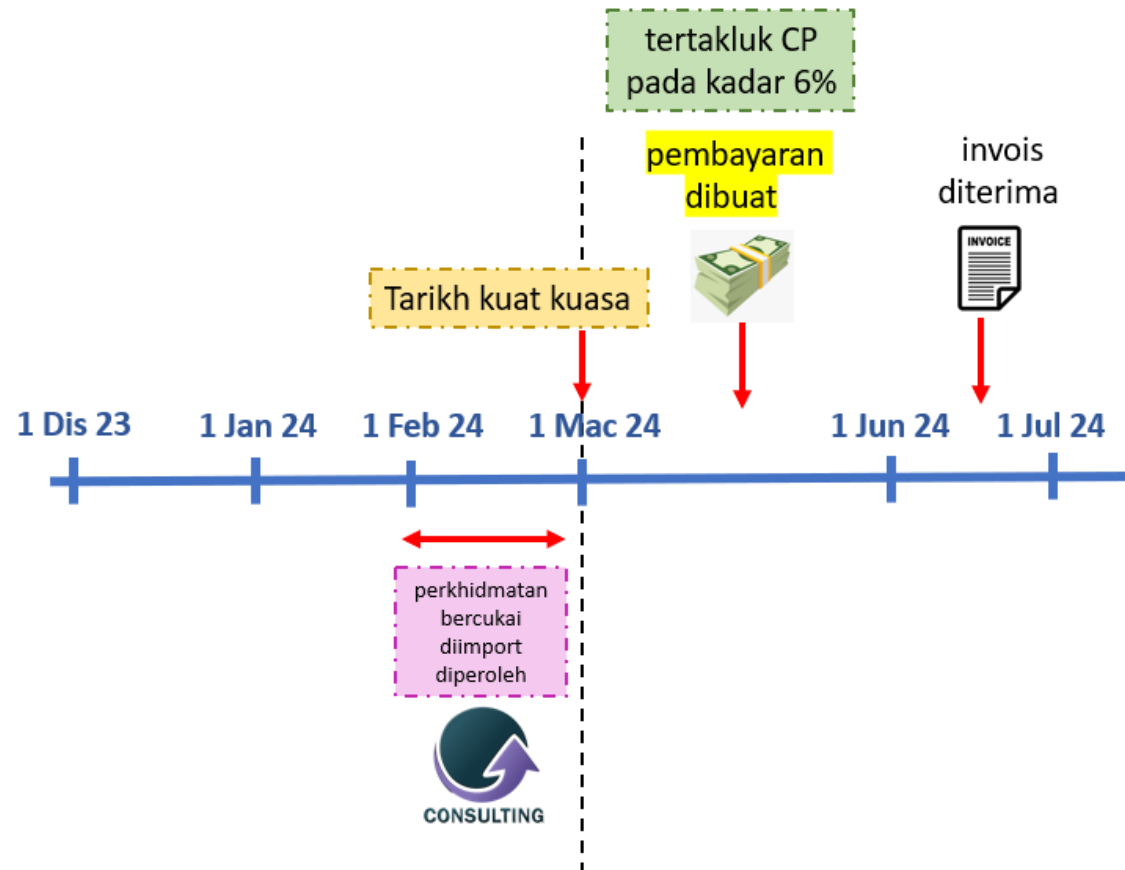 tertakluk CP
pada kadar 6%
pembayaran
dibuat
invois
diterima
INVOICE
Tarikh kuat kuasa
1 Dis 23
1 Jan 24
1 Feb 24
1 Mac 24
1 Jun 24
1 Jul 24
perkhidmatan
bercukai
diimport
diperoleh
CONSULTING